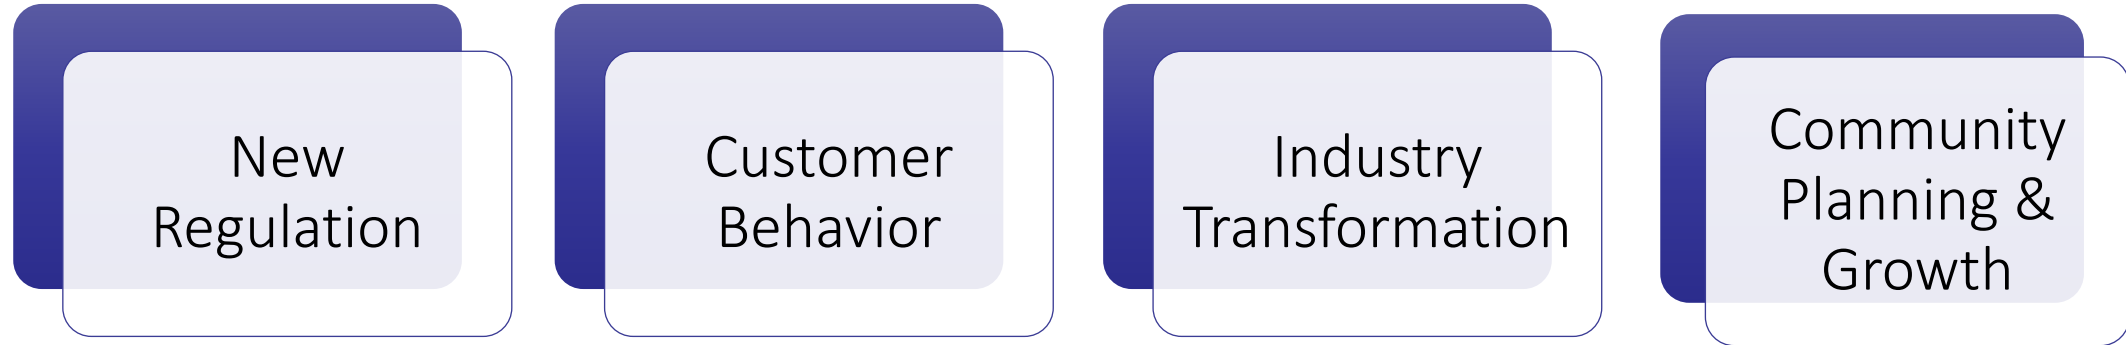 New
Regulation
Customer
Behavior
Industry
Transformation
Community
Planning &
Growth